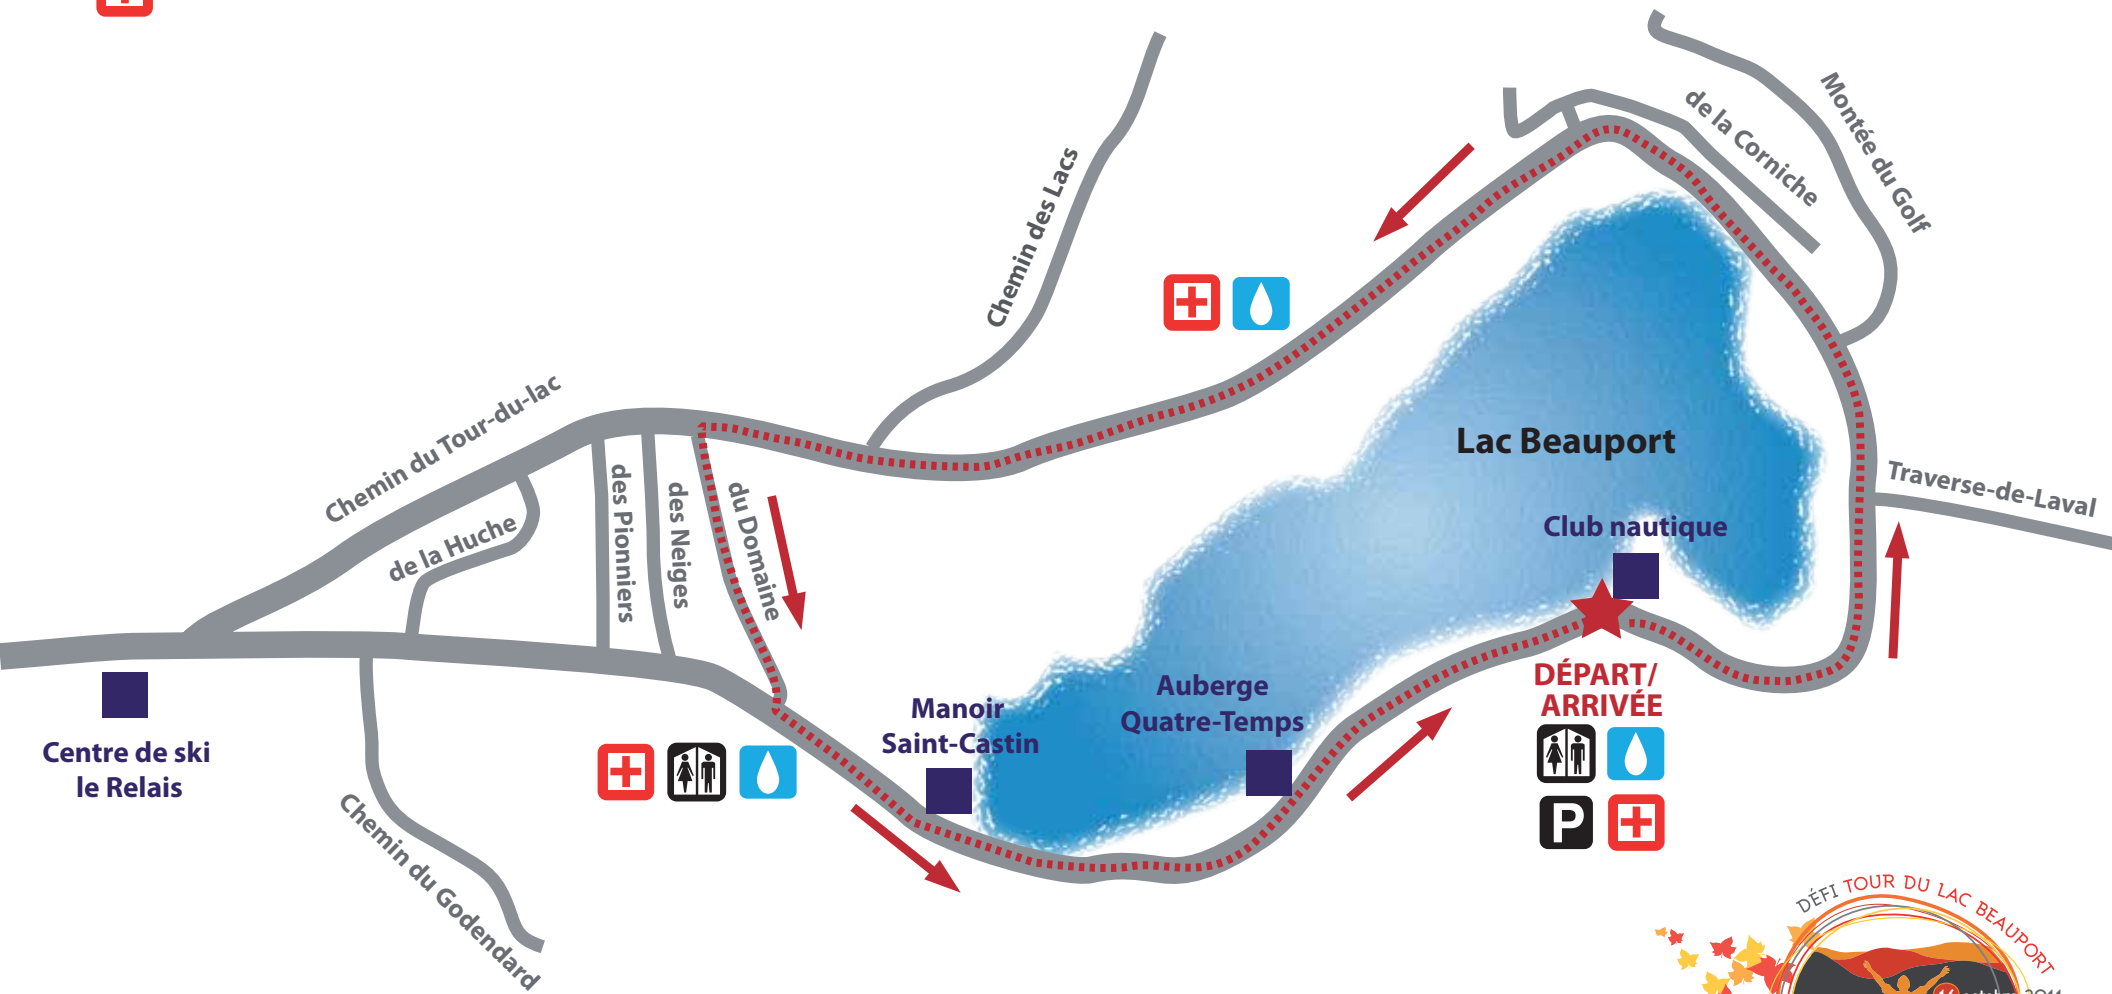 Montée du Golf
de la Corniche
Chemin des Lacs
Chemin du Tour-du-lac
Lac Beauport
Traverse-de-Laval
de la Huche
des Pionniers
des Neiges
du Domaine
Club nautique
DÉPART/
ARRIVÉE
Auberge
Quatre-Temps
Manoir
Saint-Castin
Centre de ski
le Relais
P
Chemin du Godendard
DÉFI TOUR DU LAC BEAUPORT